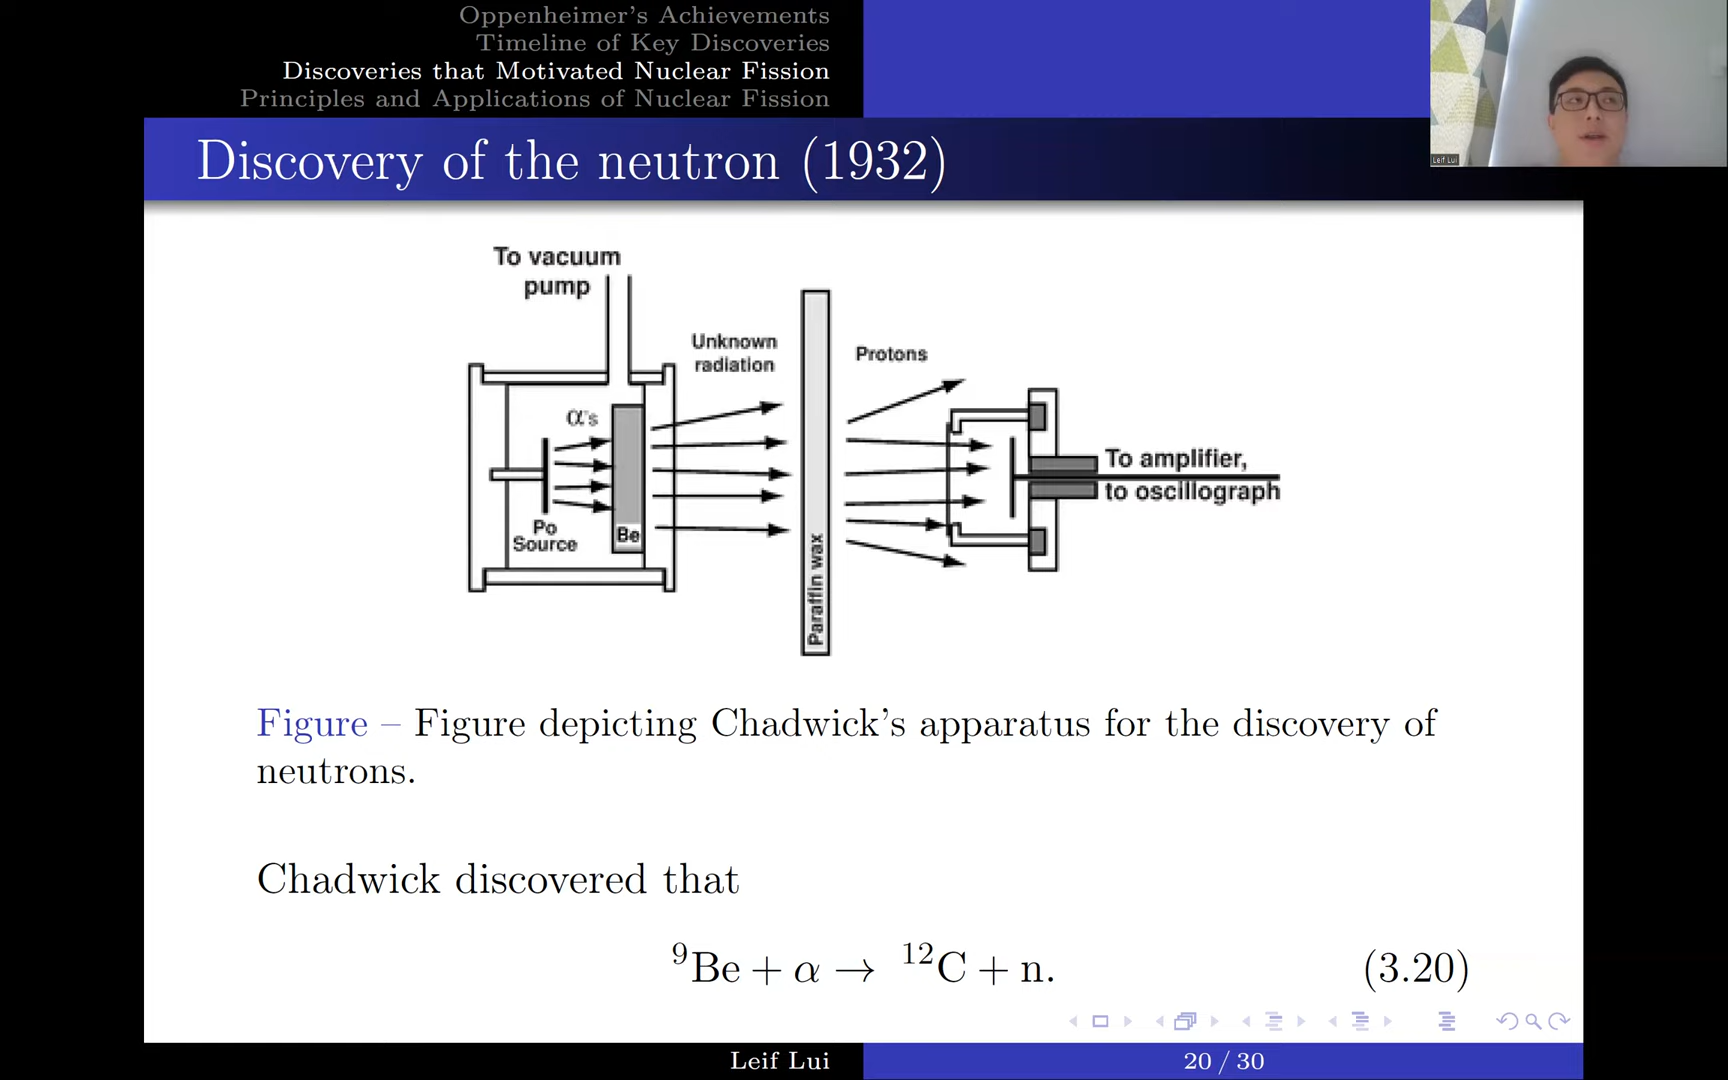 Oppenheimer's Achievements
Timeline of Key Discoveries
Discoveries that Motivated Nuclear Fission
Principles and Applications of Nuclear Fission
Leif Lui
Discovery of the neutron (1932)
To vacuum
pump
Unknown
radiation
Protons
α's
To amplifier,
to oscillograph
Po
Source
Be
Paraffin wax
Figure – Figure depicting Chadwick's apparatus for the discovery of
neutrons.
Chadwick discovered that
⁹Be + α → ¹²C + n. (3.20)
Leif Lui 20 / 30